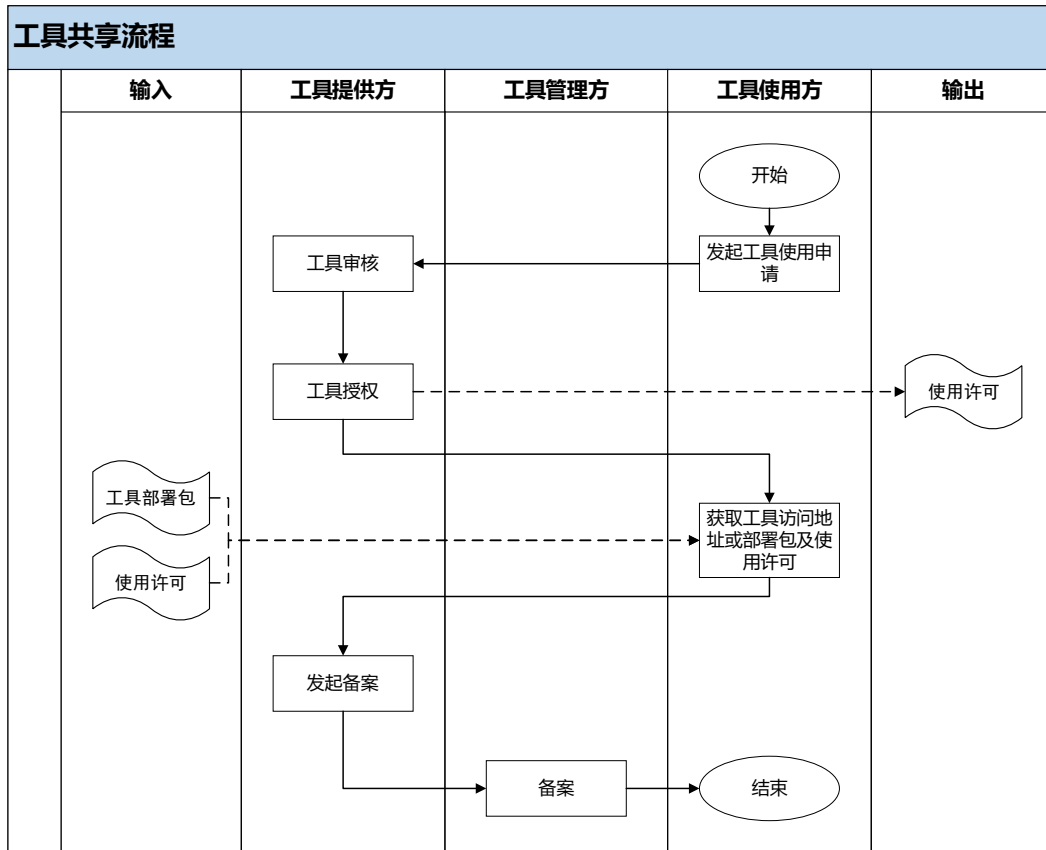 工具共享流程
输入
工具提供方
工具管理方
工具使用方
输出
开始
工具审核
发起工具使用申
请
工具授权
使用许可
工具部署包
获取工具访问地
址或部署包及使
用许可
使用许可
发起备案
备案
结束